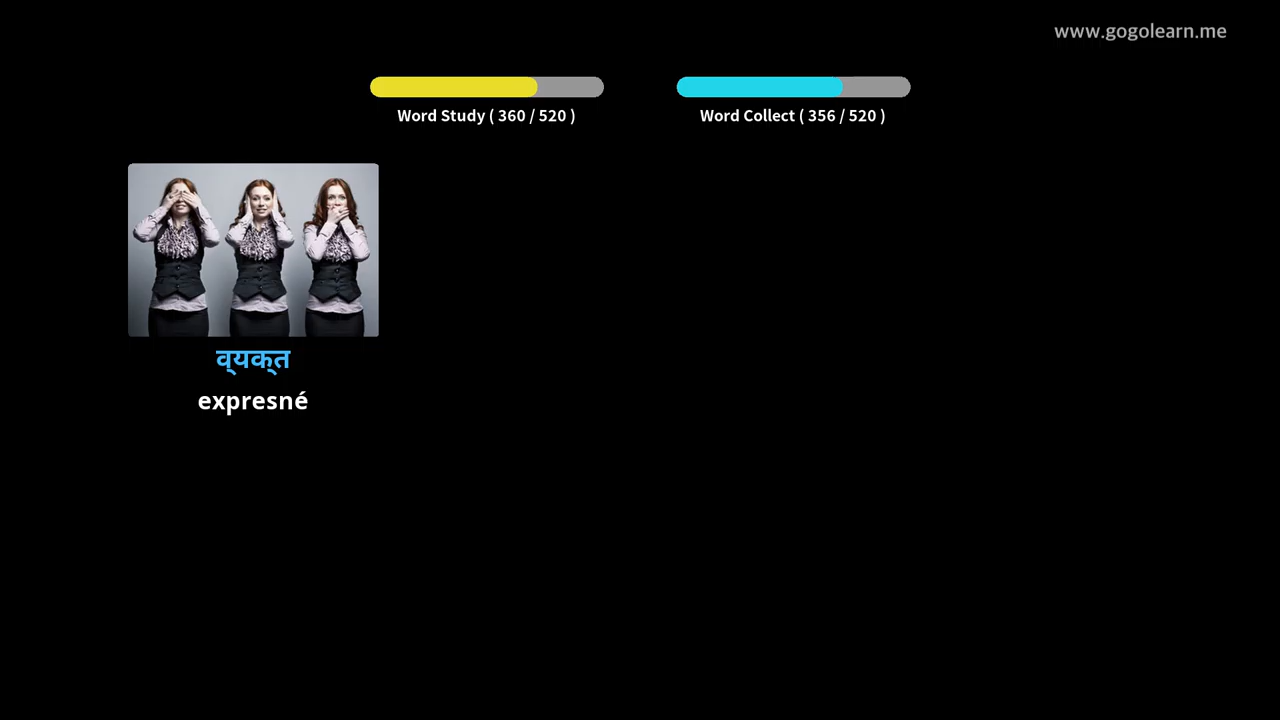 www.gogolearn.me
Word Study ( 360 / 520 )
Word Collect ( 356 / 520 )
व्यक्त
expresné